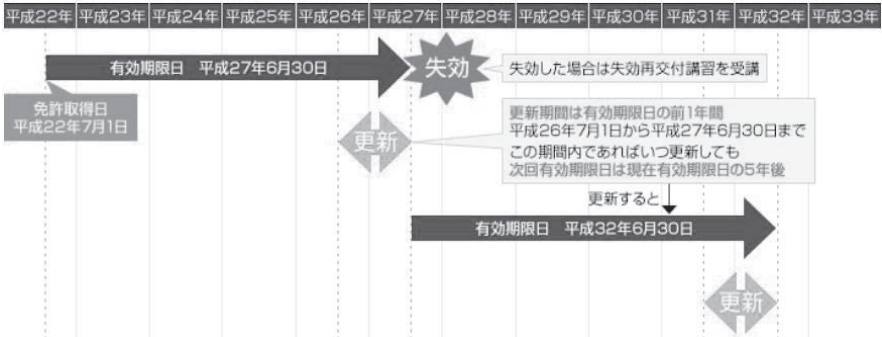 平成22年 平成23年 平成24年 平成25年 平成26年 平成27年 平成28年 平成29年 平成30年 平成31年 平成32年 平成33年
有効期限日 平成27年6月30日
失効
失効した場合は失効再交付講習を受講
免許取得日
平成22年7月1日
更新
更新期間は有効期限日の前1年間
平成26年7月1日から平成27年6月30日まで
この期間内であればいつ更新しても
次回有効期限日は現在有効期限日の5年後
更新すると
有効期限日 平成32年6月30日
更新